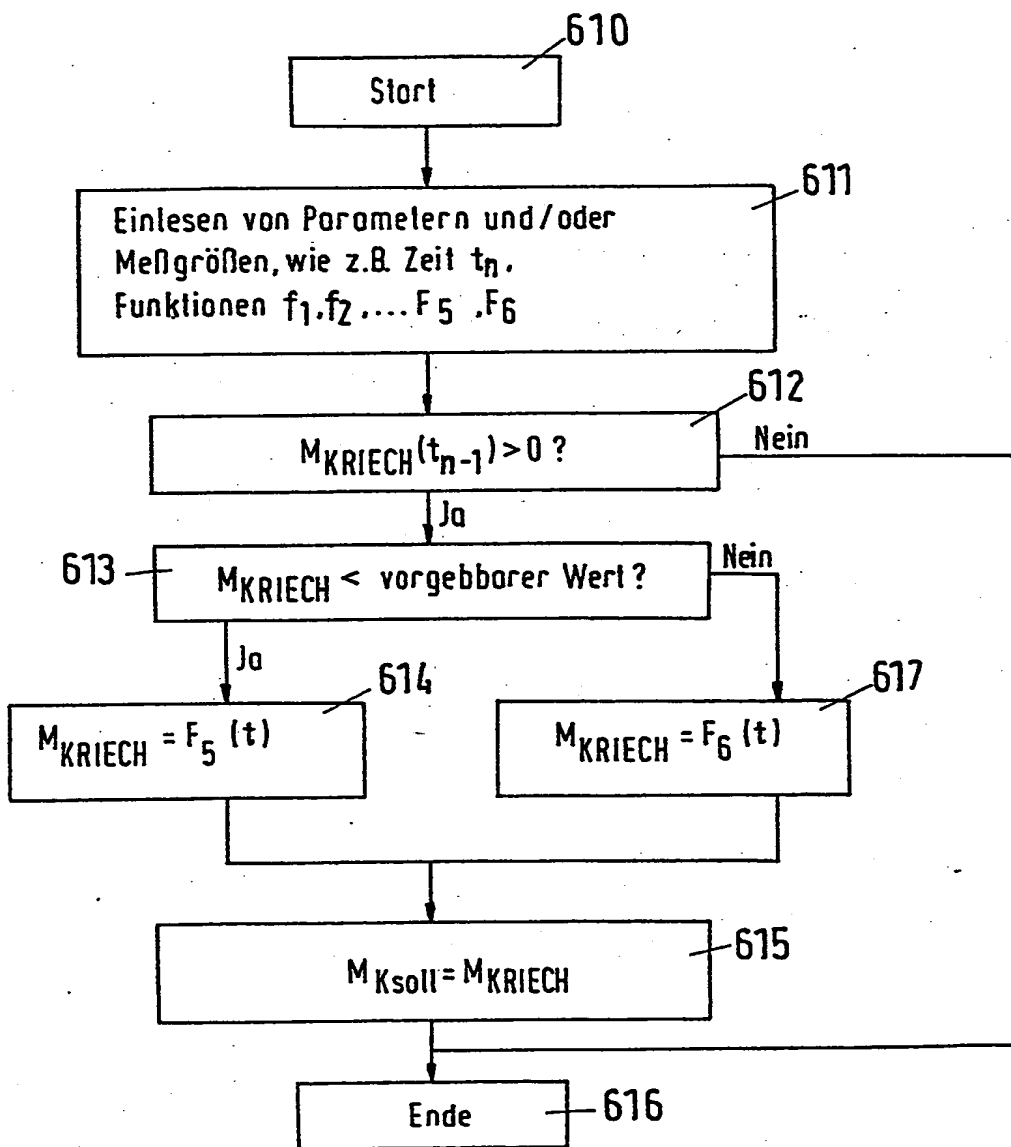 610
Start
611
Einlesen von Parametern und/oder
Meßgrößen, wie z.B. Zeit tn,
Funktionen f1,f2,...F5,F6
612
MKRIECH(tn-1)>0 ?
Nein
Ja
613
MKRIECH < vorgebbarer Wert?
Nein
Ja
614
MKRIECH = F5 (t)
617
MKRIECH = F6 (t)
615
MKsoll = MKRIECH
Ende
616